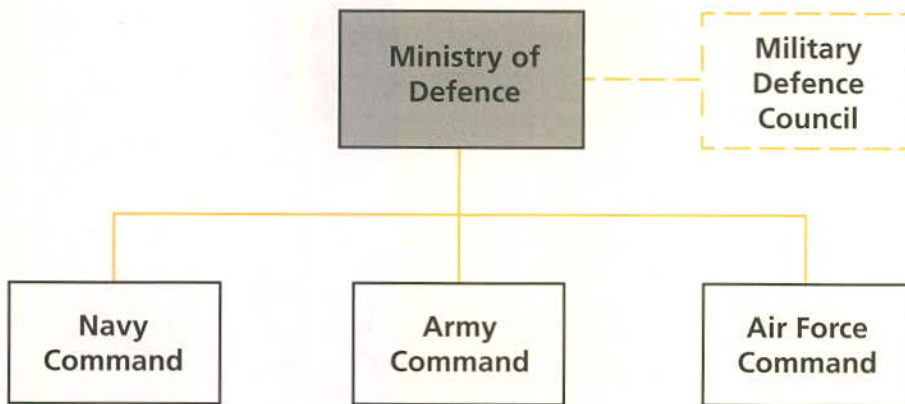 Ministry of
Defence
Military
Defence
Council
Navy
Command
Army
Command
Air Force
Command